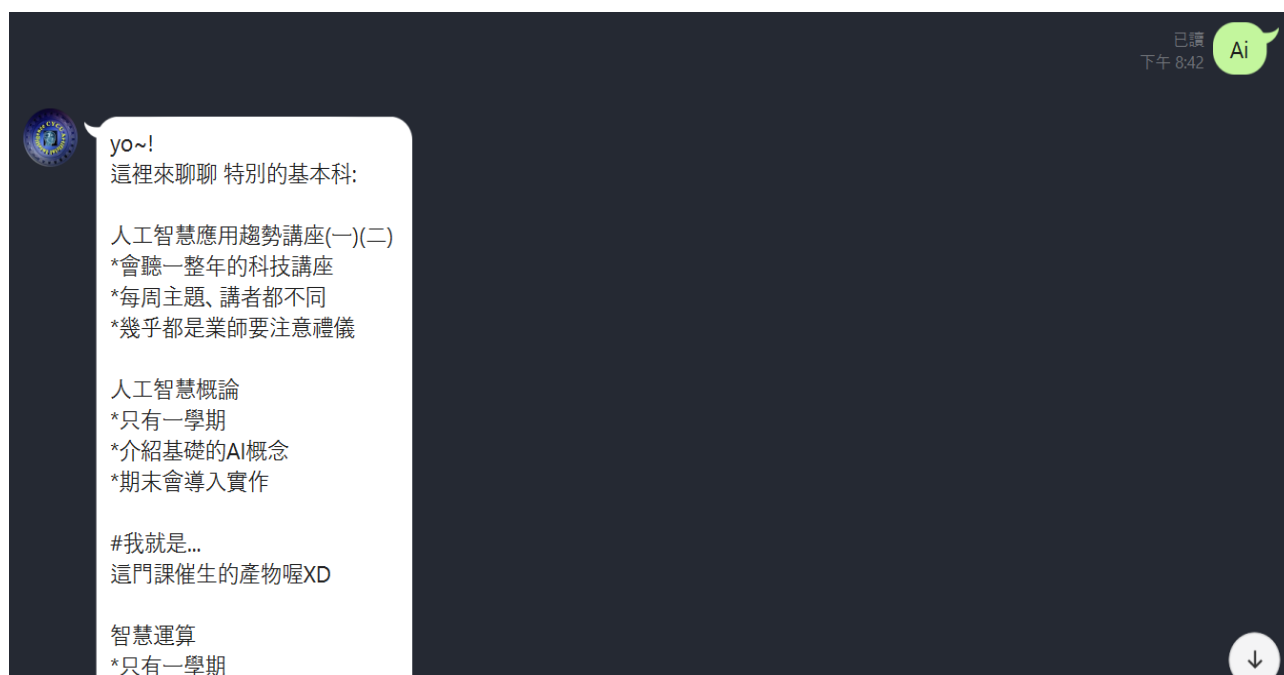 已讀
下午 8:42
Ai
yo~!
這裡來聊聊 特別的基本科:
人工智慧應用趨勢講座(一)(二)
*會聽一整年的科技講座
*每周主題、講者都不同
*幾乎都是業師要注意禮儀
人工智慧概論
*只有一學期
*介紹基礎的AI概念
*期末會導入實作
#我就是...
這門課催生的產物喔XD
智慧運算
*只有一學期